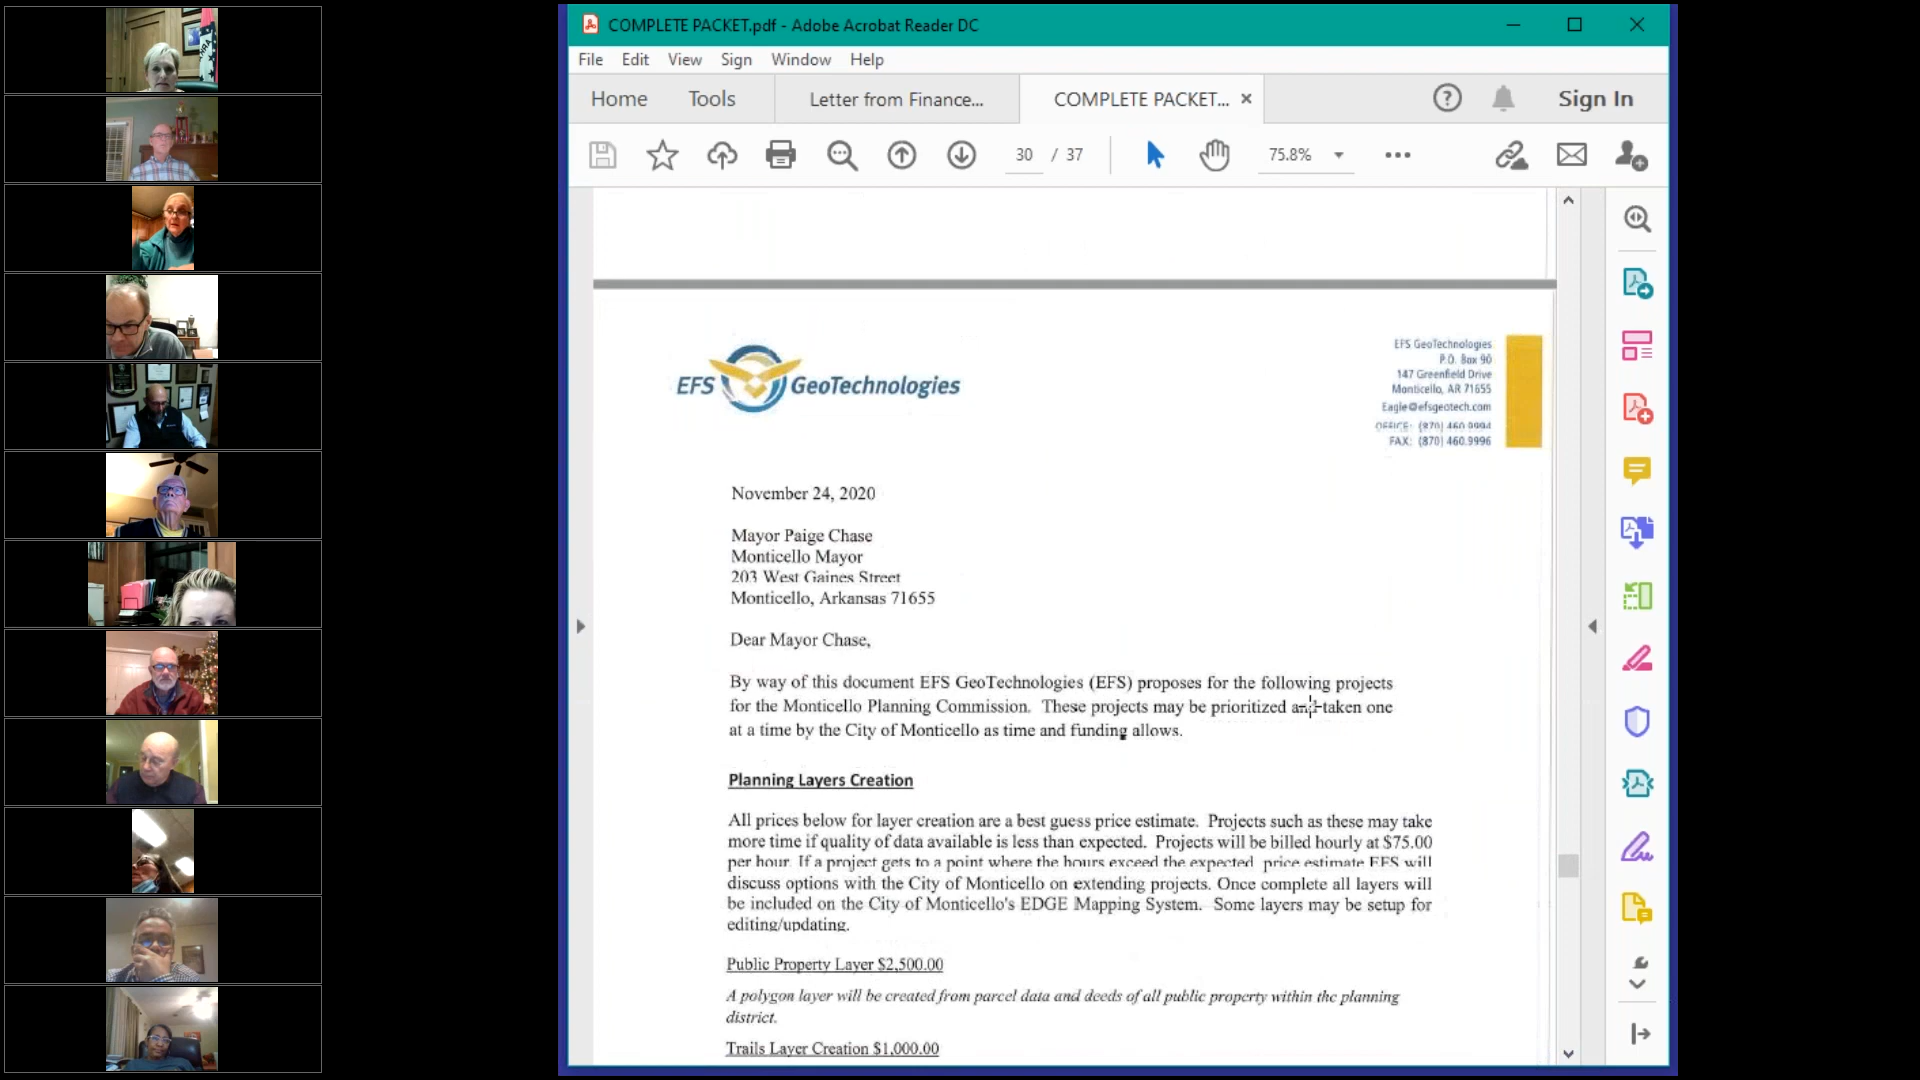 COMPLETE PACKET.pdf - Adobe Acrobat Reader DC
File Edit View Sign Window Help
Home Tools Letter from Finance... COMPLETE PACKET... × Sign In
30 / 37 75.8%
EFS GeoTechnologies
EFS GeoTechnologies
P.O. Box 90
147 Greenfield Drive
Monticello, AR 71655
Eagle@efsgeotech.com
OFFICE: (870) 460.9994
FAX: (870) 460.9996
November 24, 2020
Mayor Paige Chase
Monticello Mayor
203 West Gaines Street
Monticello, Arkansas 71655
Dear Mayor Chase,
By way of this document EFS GeoTechnologies (EFS) proposes for the following projects
for the Monticello Planning Commission. These projects may be prioritized and taken one
at a time by the City of Monticello as time and funding allows.
Planning Layers Creation
All prices below for layer creation are a best guess price estimate. Projects such as these may take
more time if quality of data available is less than expected. Projects will be billed hourly at $75.00
per hour. If a project gets to a point where the hours exceed the expected price estimate EFS will
discuss options with the City of Monticello on extending projects. Once complete all layers will
be included on the City of Monticello's EDGE Mapping System. Some layers may be setup for
editing/updating.
Public Property Layer $2,500.00
A polygon layer will be created from parcel data and deeds of all public property within the planning
district.
Trails Layer Creation $1,000.00